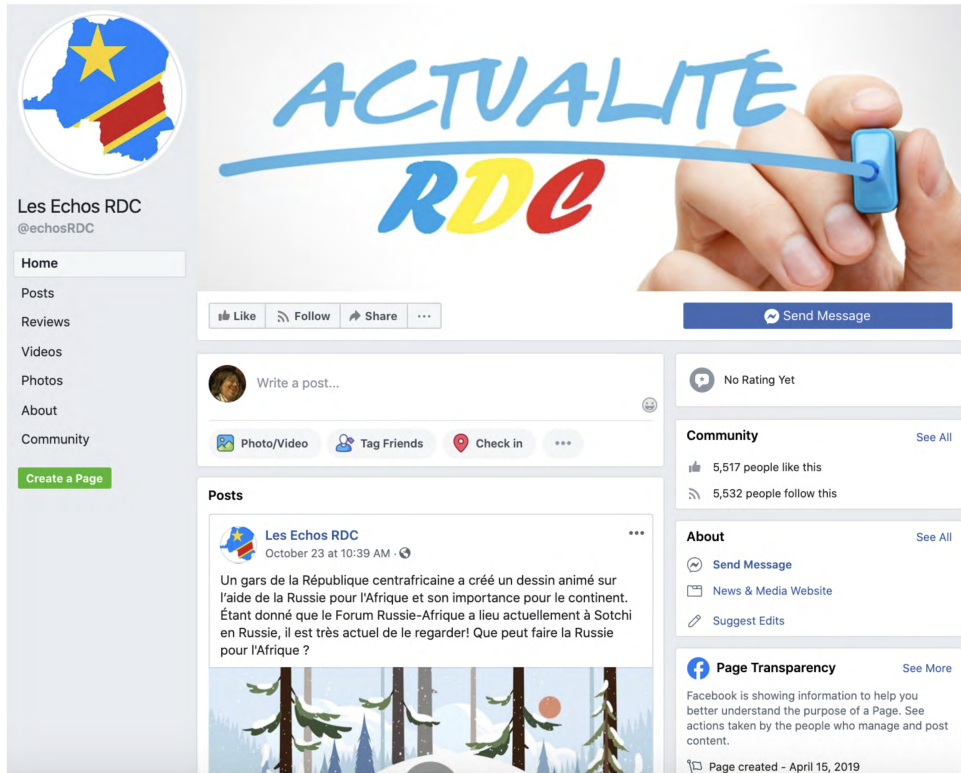 ACTUALITÉ
RDC
Les Echos RDC
@echosRDC
Home
Posts
Reviews
Videos
Photos
About
Community
Create a Page
Like
Follow
Share
...
Send Message
Write a post...
Photo/Video
Tag Friends
Check in
Posts
Les Echos RDC
October 23 at 10:39 AM ·
Un gars de la République centrafricaine a créé un dessin animé sur
l'aide de la Russie pour l'Afrique et son importance pour le continent.
Étant donné que le Forum Russie-Afrique a lieu actuellement à Sotchi
en Russie, il est très actuel de le regarder! Que peut faire la Russie
pour l'Afrique ?
No Rating Yet
Community See All
5,517 people like this
5,532 people follow this
About See All
Send Message
News & Media Website
Suggest Edits
Page Transparency See More
Facebook is showing information to help you
better understand the purpose of a Page. See
actions taken by the people who manage and post
content.
Page created - April 15, 2019